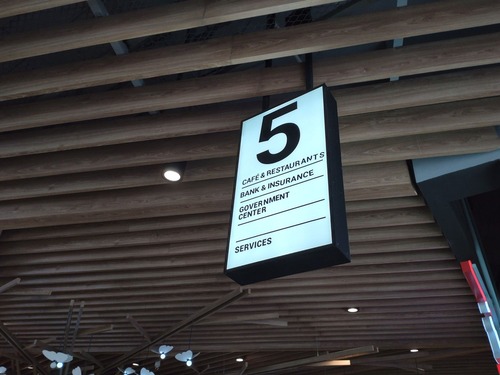 5
CAFÉ & RESTAURANTS
BANK & INSURANCE
GOVERNMENT
CENTER
SERVICES